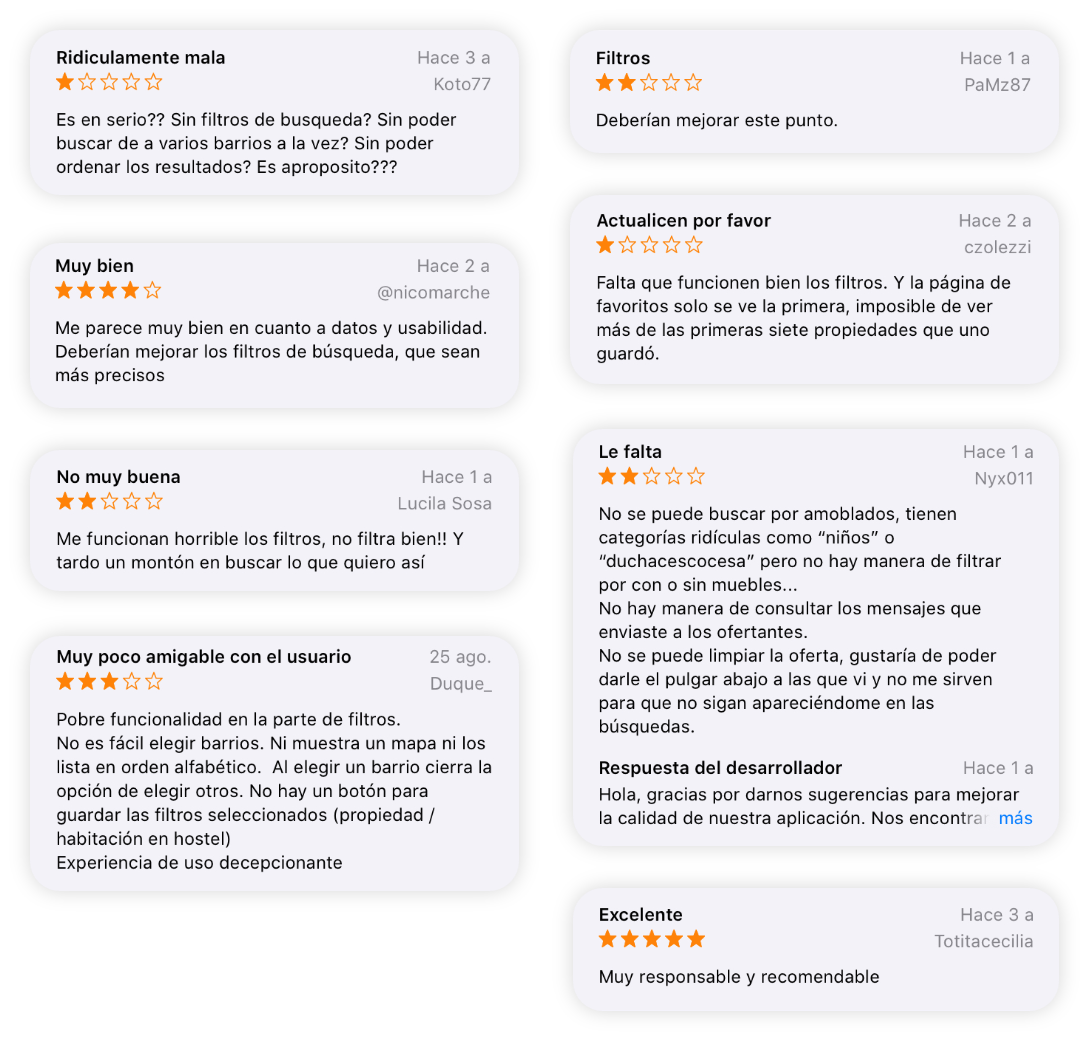 Ridiculamente mala
Hace 3 a
Koto77
Es en serio?? Sin filtros de busqueda? Sin poder
buscar de a varios barrios a la vez? Sin poder
ordenar los resultados? Es aproposito???
Muy bien
Hace 2 a
@nicomarche
Me parece muy bien en cuanto a datos y usabilidad.
Deberían mejorar los filtros de búsqueda, que sean
más precisos
No muy buena
Hace 1 a
Lucila Sosa
Me funcionan horrible los filtros, no filtra bien!! Y
tardo un montón en buscar lo que quiero así
Muy poco amigable con el usuario
25 ago.
Duque_
Pobre funcionalidad en la parte de filtros.
No es fácil elegir barrios. Ni muestra un mapa ni los
lista en orden alfabético.  Al elegir un barrio cierra la
opción de elegir otros. No hay un botón para
guardar las filtros seleccionados (propiedad /
habitación en hostel)
Experiencia de uso decepcionante
Filtros
Hace 1 a
PaMz87
Deberían mejorar este punto.
Actualicen por favor
Hace 2 a
czolezzi
Falta que funcionen bien los filtros. Y la página de
favoritos solo se ve la primera, imposible de ver
más de las primeras siete propiedades que uno
guardó.
Le falta
Hace 1 a
Nyx011
No se puede buscar por amoblados, tienen
categorías ridículas como “niños” o
“duchacescocesa” pero no hay manera de filtrar
por con o sin muebles...
No hay manera de consultar los mensajes que
enviaste a los ofertantes.
No se puede limpiar la oferta, gustaría de poder
darle el pulgar abajo a las que vi y no me sirven
para que no sigan apareciéndome en las
búsquedas.
Respuesta del desarrollador
Hace 1 a
Hola, gracias por darnos sugerencias para mejorar
la calidad de nuestra aplicación. Nos encontrar más
Excelente
Hace 3 a
Totitacecilia
Muy responsable y recomendable